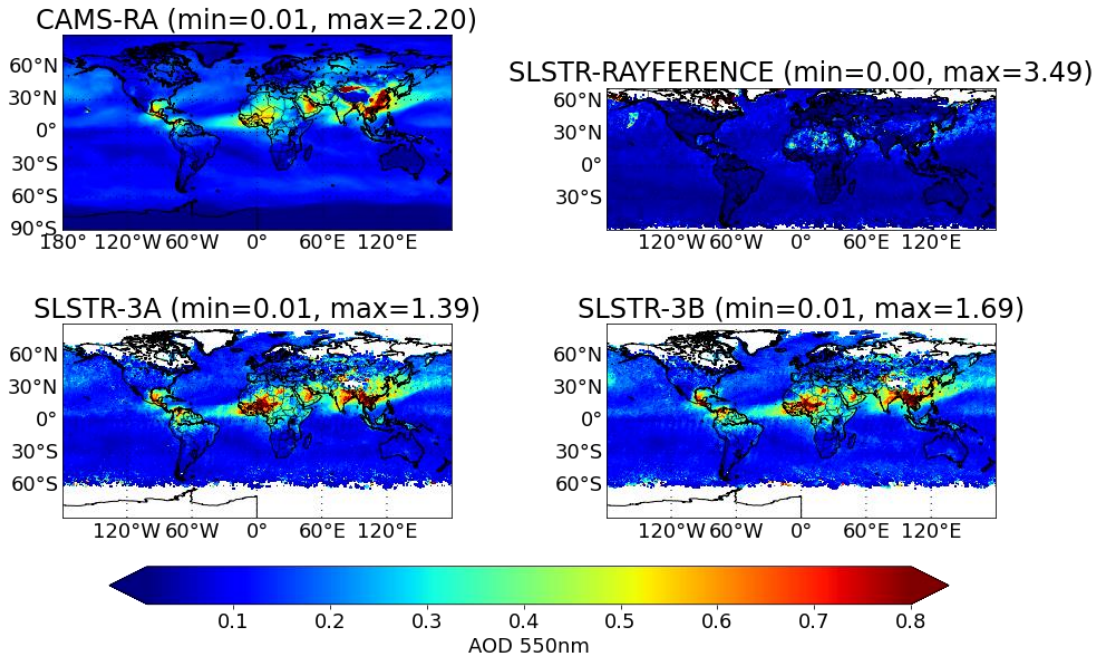 CAMS-RA (min=0.01, max=2.20)
60°N
30°N
0°
30°S
60°S
90°S
180° 120°W 60°W 0° 60°E 120°E
SLSTR-RAYFERENCE (min=0.00, max=3.49)
60°N
30°N
0°
30°S
120°W 60°W 0° 60°E 120°E
SLSTR-3A (min=0.01, max=1.39)
60°N
30°N
0°
30°S
60°S
120°W 60°W 0° 60°E 120°E
SLSTR-3B (min=0.01, max=1.69)
60°N
30°N
0°
30°S
60°S
120°W 60°W 0° 60°E 120°E
0.1 0.2 0.3 0.4 0.5 0.6 0.7 0.8
AOD 550nm